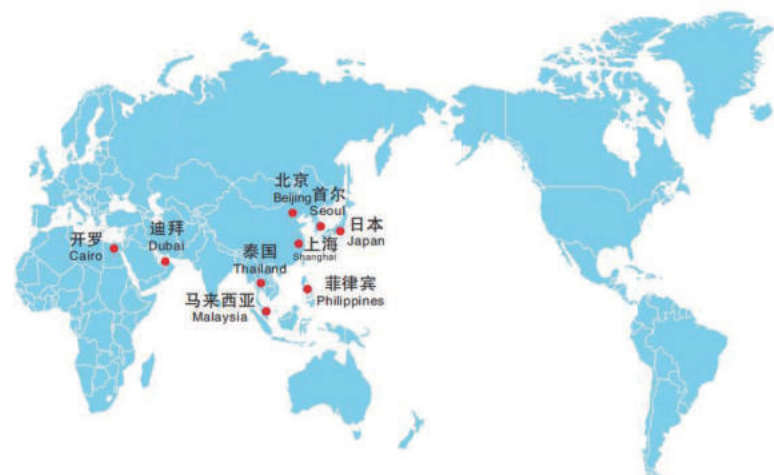 北京
Beijing
首尔
Seoul
日本
Japan
上海
Shanghai
开罗
Cairo
迪拜
Dubai
泰国
Thailand
菲律宾
Philippines
马来西亚
Malaysia